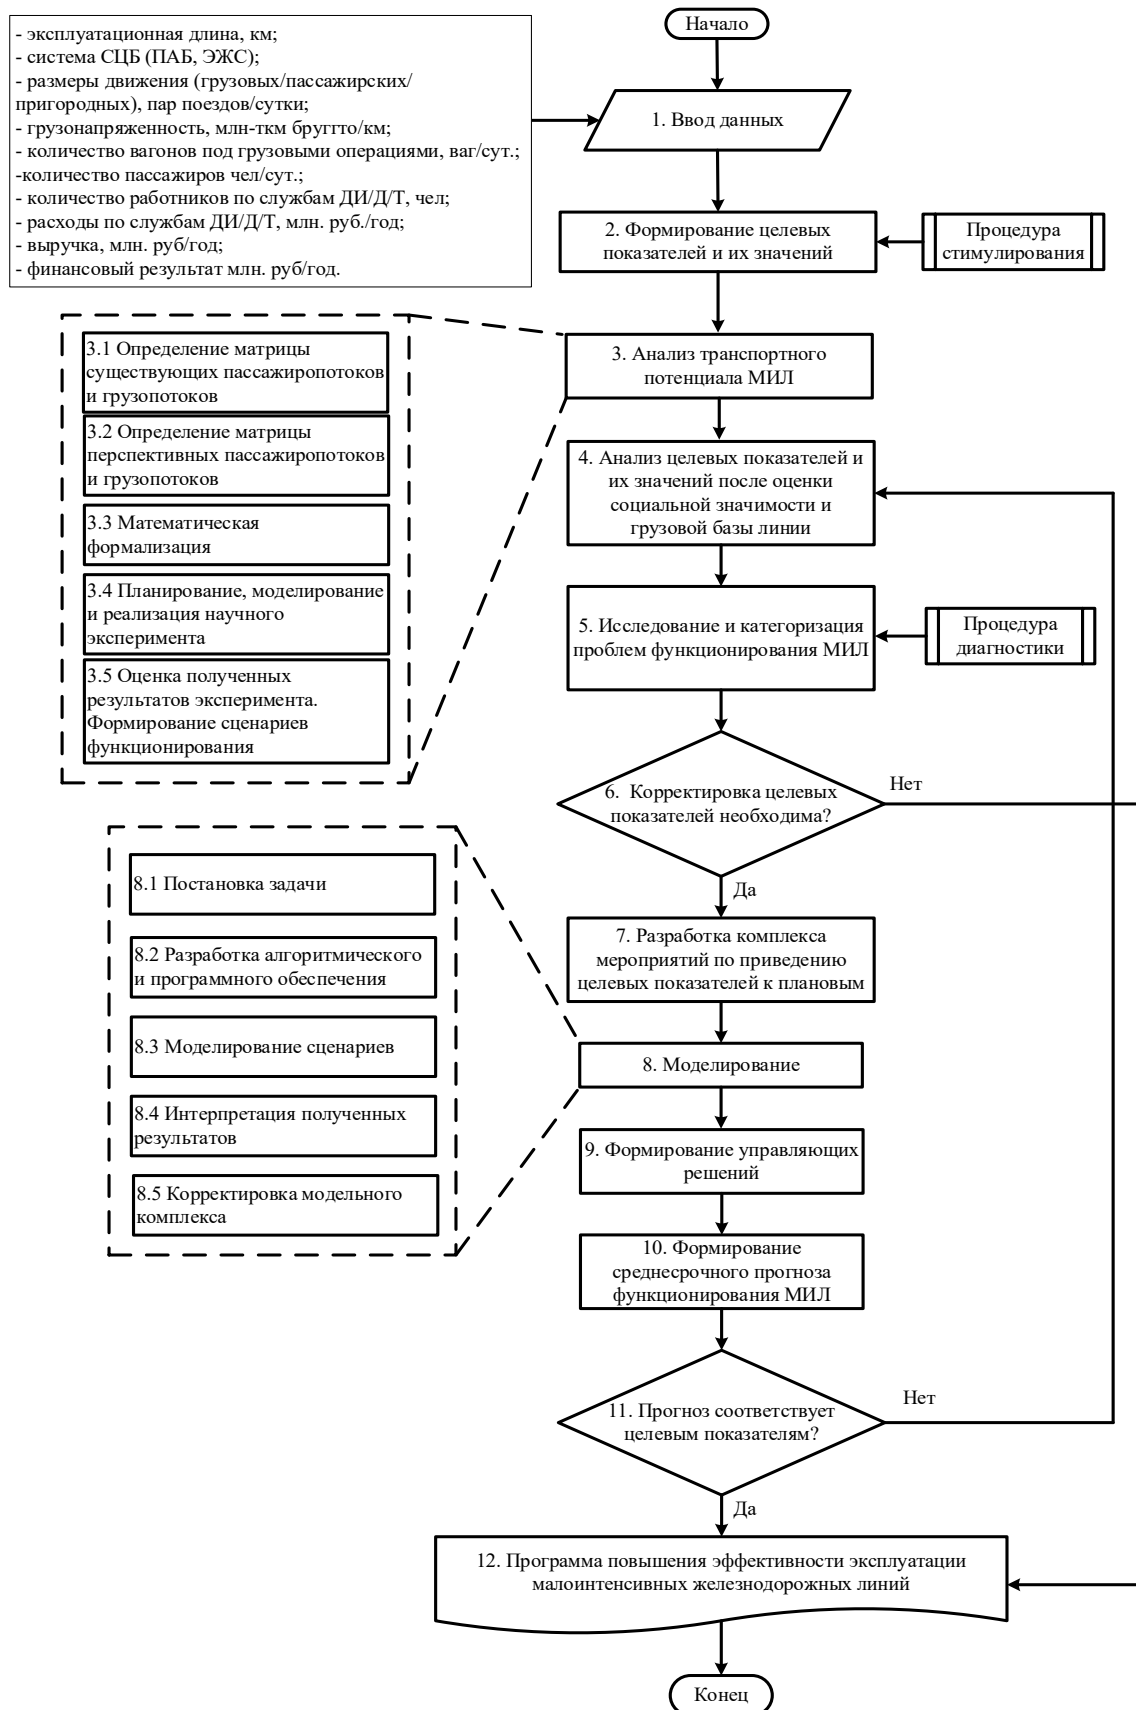 Начало
- эксплуатационная длина, км;
- система СЦБ (ПАБ, ЭЖС);
- размеры движения (грузовых/пассажирских/
пригородных), пар поездов/сутки;
- грузонапряженность, млн-ткм бруггто/км;
- количество вагонов под грузовыми операциями, ваг/сут.;
-количество пассажиров чел/сут.;
- количество работников по службам ДИ/Д/Т, чел;
- расходы по службам ДИ/Д/Т, млн. руб./год;
- выручка, млн. руб/год;
- финансовый результат млн. руб/год.
1. Ввод данных
2. Формирование целевых
показателей и их значений
Процедура
стимулирования
3. Анализ транспортного
потенциала МИЛ
3.1 Определение матрицы
существующих пассажиропотоков
и грузопотоков
3.2 Определение матрицы
перспективных пассажиропотоков
и грузопотоков
3.3 Математическая
формализация
3.4 Планирование, моделирование
и реализация научного
эксперимента
3.5 Оценка полученных
результатов эксперимента.
Формирование сценариев
функционирования
4. Анализ целевых показателей и
их значений после оценки
социальной значимости и
грузовой базы линии
5. Исследование и категоризация
проблем функционирования МИЛ
Процедура
диагностики
6. Корректировка целевых
показателей необходима?
Нет
Да
7. Разработка комплекса
мероприятий по приведению
целевых показателей к плановым
8. Моделирование
8.1 Постановка задачи
8.2 Разработка алгоритмического
и программного обеспечения
8.3 Моделирование сценариев
8.4 Интерпретация полученных
результатов
8.5 Корректировка модельного
комплекса
9. Формирование управляющих
решений
10. Формирование
среднесрочного прогноза
функционирования МИЛ
11. Прогноз соответствует
целевым показателям?
Нет
Да
12. Программа повышения эффективности эксплуатации
малоинтенсивных железнодорожных линий
Конец